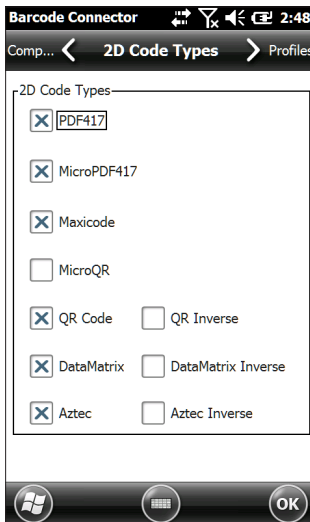 Barcode Connector 2:48
Comp... 2D Code Types Profiles
2D Code Types
PDF417
MicroPDF417
Maxicode
MicroQR
QR Code QR Inverse
DataMatrix DataMatrix Inverse
Aztec Aztec Inverse
OK